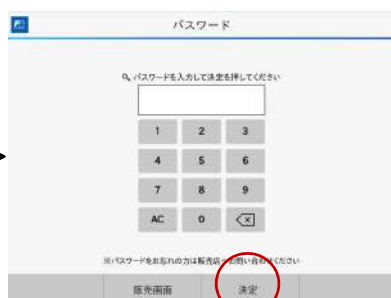 パスワード
パスワードを入力して決定を押してください
1 2 3
4 5 6
7 8 9
AC 0
※パスワードをお忘れの方は販売店へお問い合わせください
販売画面 決定